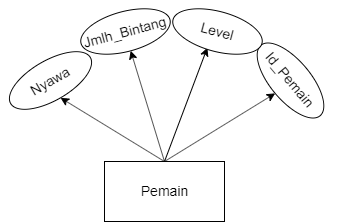 Nyawa
Jmlh_Bintang
Level
Id_Pemain
Pemain